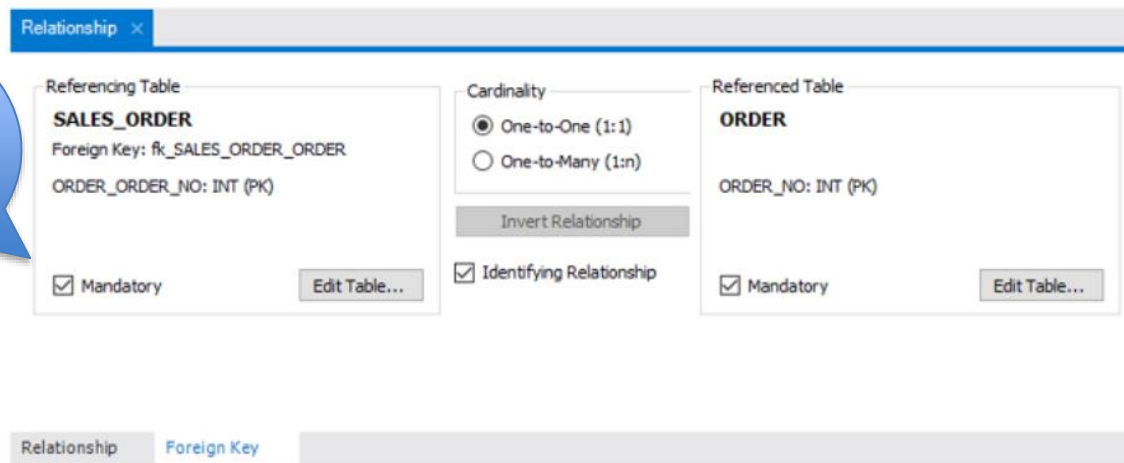 Relationship ×
Referencing Table
SALES_ORDER
Foreign Key: fk_SALES_ORDER_ORDER
ORDER_ORDER_NO: INT (PK)
Mandatory
Edit Table...
Cardinality
One-to-One (1:1)
One-to-Many (1:n)
Invert Relationship
Identifying Relationship
Referenced Table
ORDER
ORDER_NO: INT (PK)
Mandatory
Edit Table...
Relationship Foreign Key